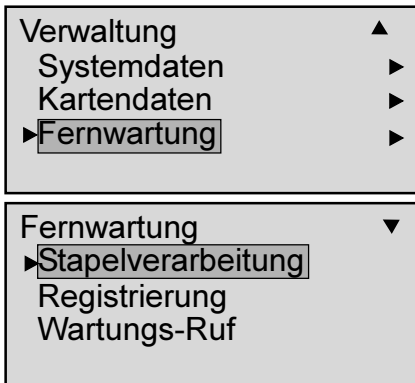 Verwaltung
Systemdaten
Kartendaten
Fernwartung
Fernwartung
Stapelverarbeitung
Registrierung
Wartungs-Ruf